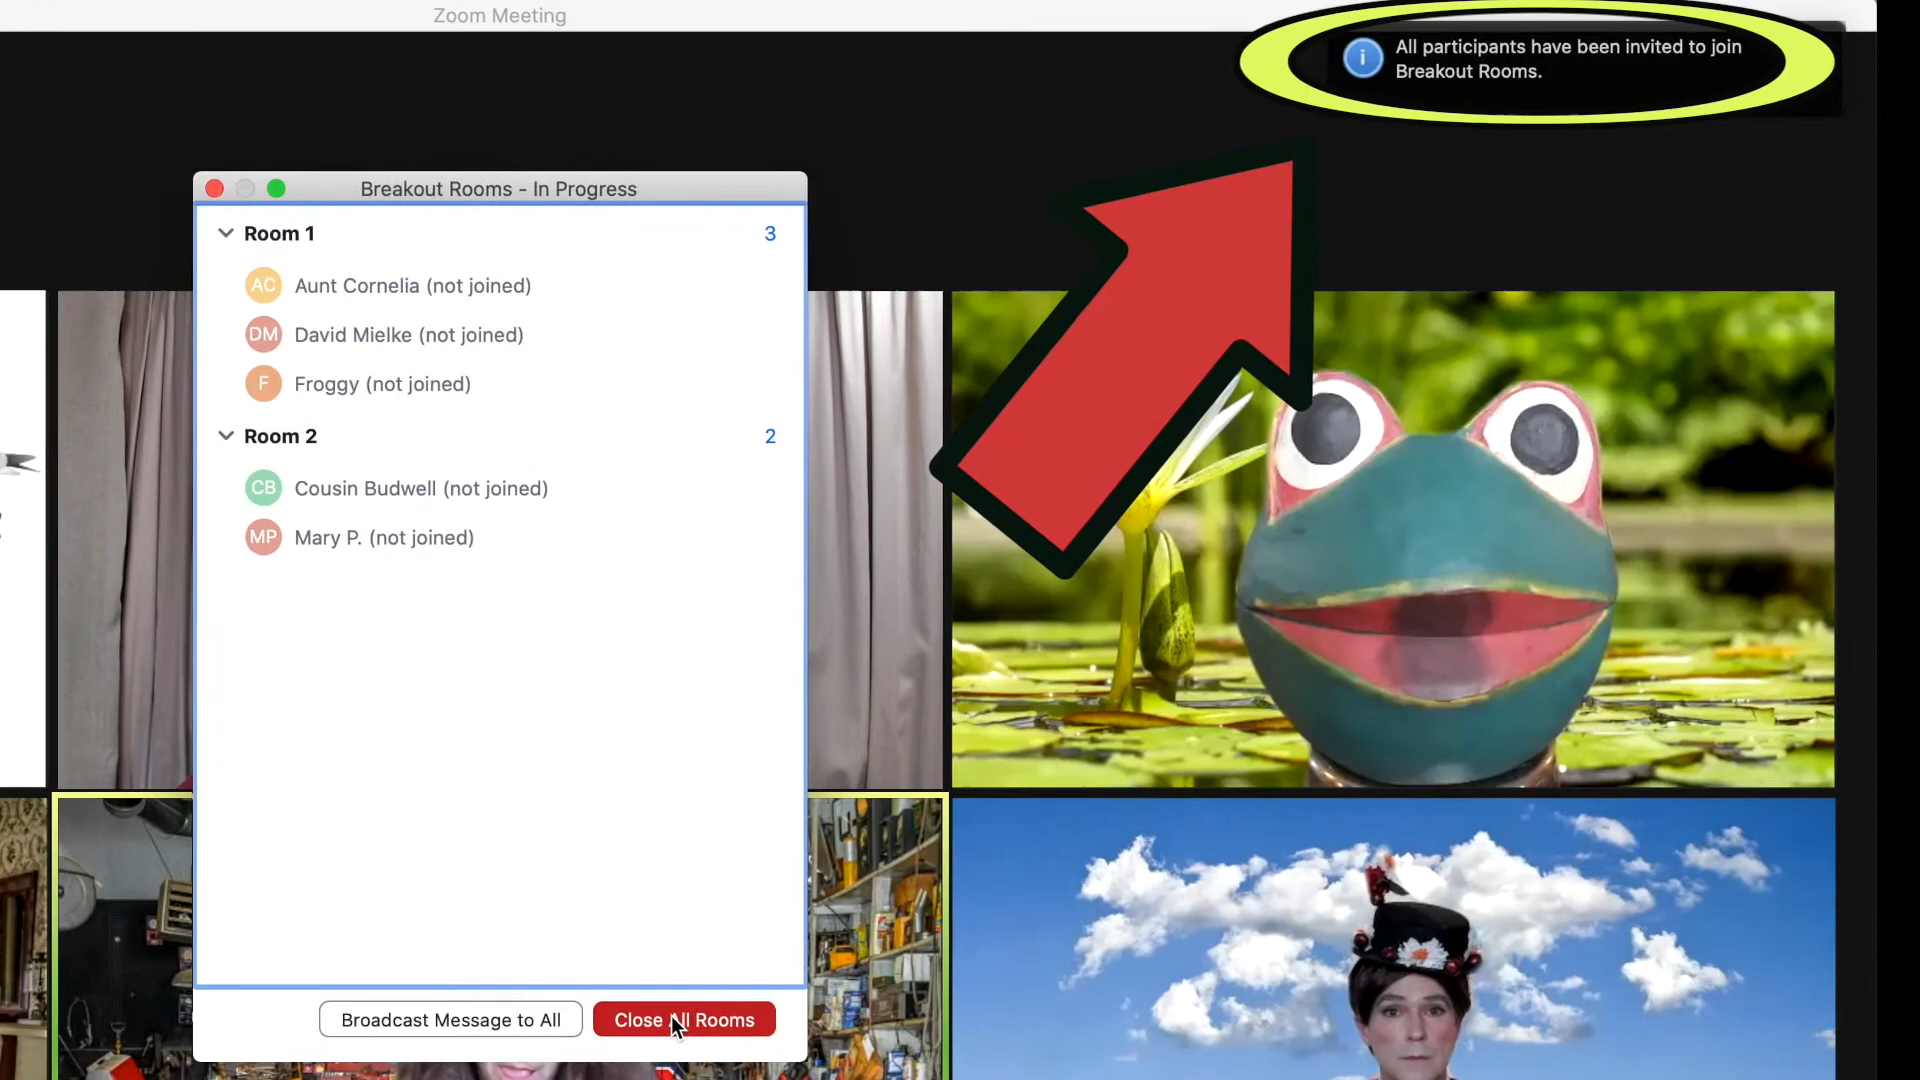 Zoom Meeting
All participants have been invited to join
Breakout Rooms.
Breakout Rooms - In Progress
Room 1
3
AC
Aunt Cornelia (not joined)
DM
David Mielke (not joined)
F
Froggy (not joined)
Room 2
2
CB
Cousin Budwell (not joined)
MP
Mary P. (not joined)
Broadcast Message to All
Close All Rooms